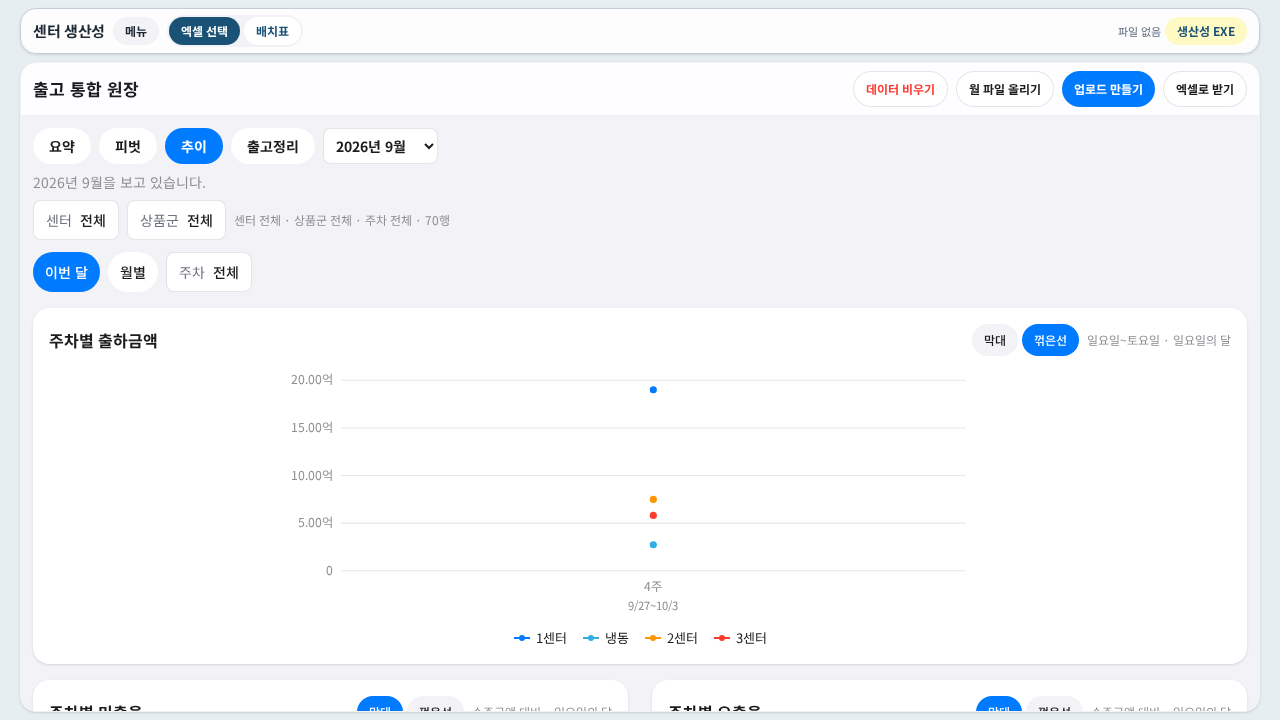 센터 생산성 메뉴 엑셀 선택 배치표 파일 없음 생산성 EXE
출고 통합 원장 데이터 비우기 월 파일 올리기 업로드 만들기 엑셀로 받기
요약 피벗 추이 출고정리 2026년 9월
2026년 9월을 보고 있습니다.
센터 전체 상품군 전체 센터 전체 · 상품군 전체 · 주차 전체 · 70행
이번 달 월별 주차 전체
주차별 출하금액 막대 꺾은선 일요일~토요일 · 일요일의 달
20.00억
15.00억
10.00억
5.00억
0
4주
9/27~10/3
1센터 냉동 2센터 3센터